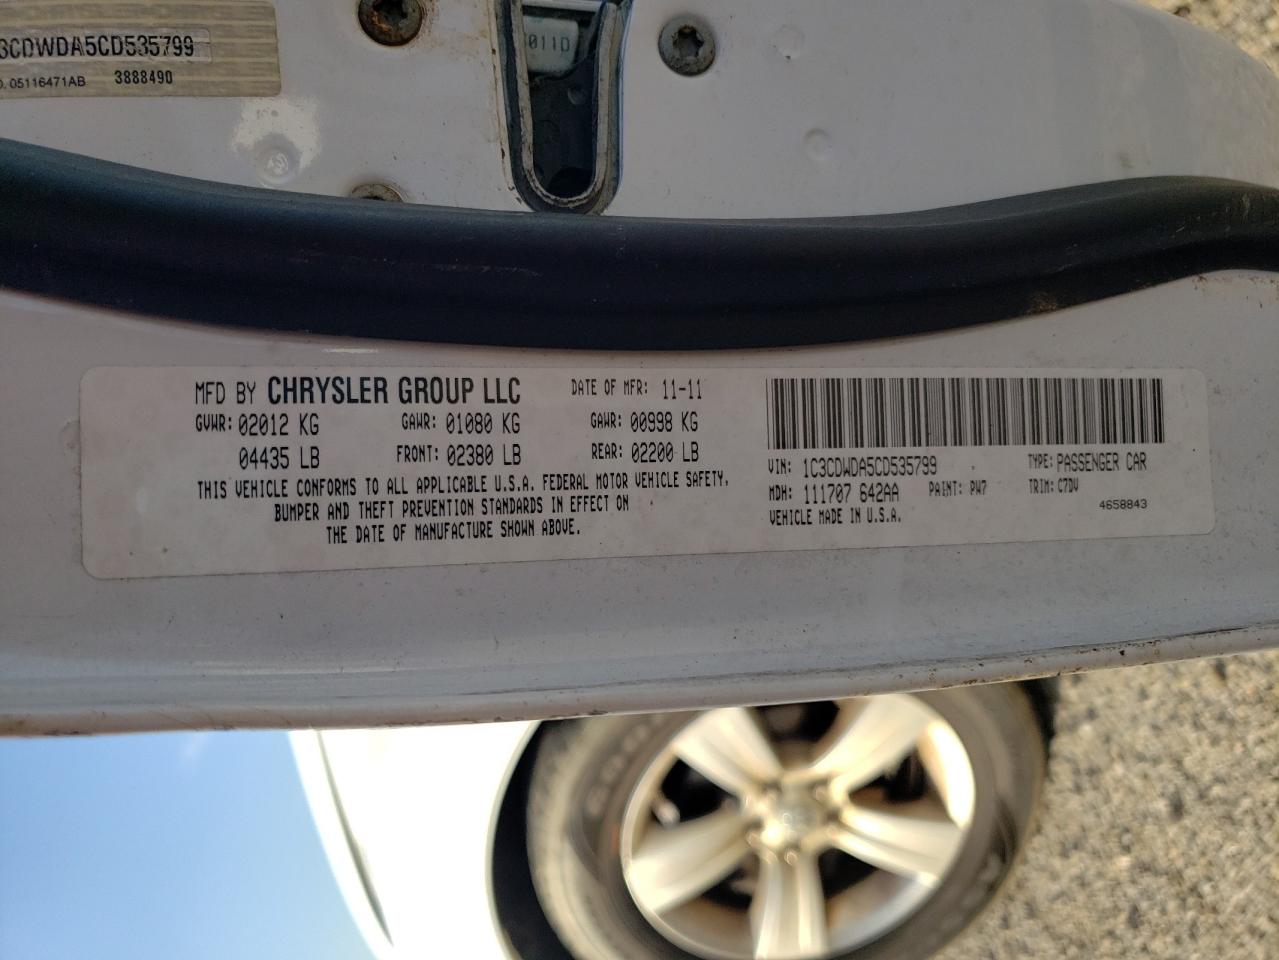 3CDWDA5CD535799
O. 05116471AB 3888490
011D
MFD BY CHRYSLER GROUP LLC DATE OF MFR: 11-11
GVWR: 02012 KG GAWR: 01080 KG GAWR: 00998 KG
04435 LB FRONT: 02380 LB REAR: 02200 LB
THIS VEHICLE CONFORMS TO ALL APPLICABLE U.S.A. FEDERAL MOTOR VEHICLE SAFETY,
BUMPER AND THEFT PREVENTION STANDARDS IN EFFECT ON
THE DATE OF MANUFACTURE SHOWN ABOVE.
VIN: 1C3CDWDA5CD535799 TYPE: PASSENGER CAR
MDH: 111707 642AA PAINT: PW7 TRIM: C7DV
VEHICLE MADE IN U.S.A. 4658843